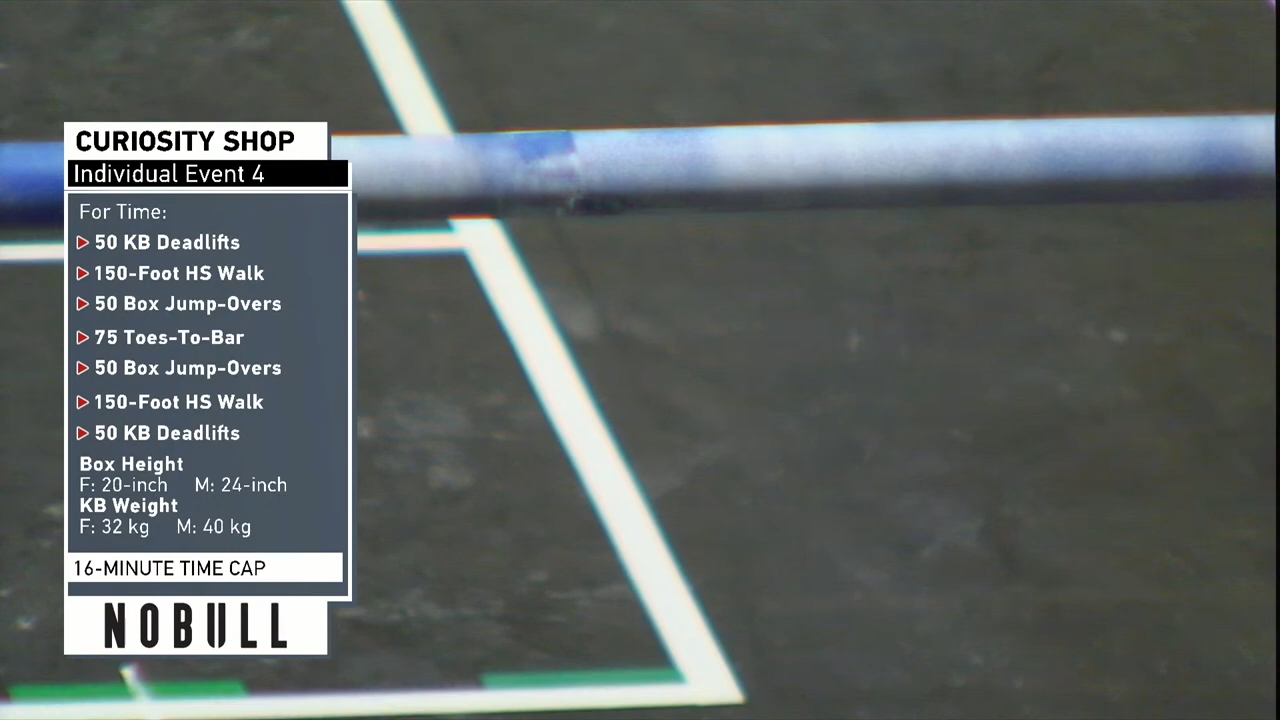 CURIOSITY SHOP
Individual Event 4
For Time:
50 KB Deadlifts
150-Foot HS Walk
50 Box Jump-Overs
75 Toes-To-Bar
50 Box Jump-Overs
150-Foot HS Walk
50 KB Deadlifts
Box Height
F: 20-inch M: 24-inch
KB Weight
F: 32 kg M: 40 kg
16-MINUTE TIME CAP
NOBULL